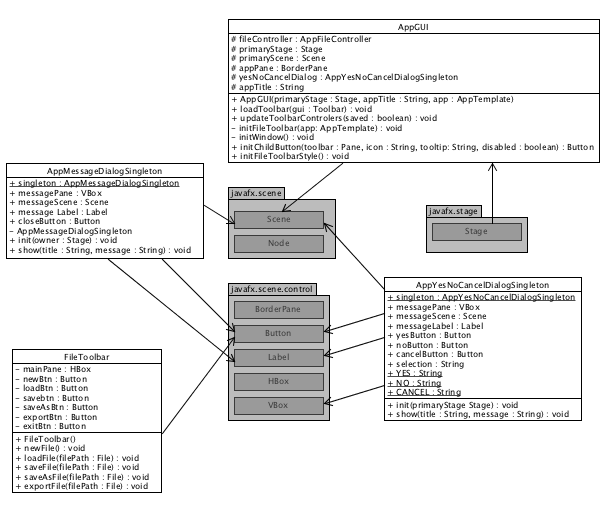 AppGUI
# fileController : AppFileController
# primaryStage : Stage
# primaryScene : Scene
# appPane : BorderPane
# yesNoCancelDialog : AppYesNoCancelDialogSingleton
# appTitle : String
+ AppGUI(primaryStage : Stage, appTitle : String, app : AppTemplate)
+ loadToolbar(gui : Toolbar) : void
+ updateToolbarControlers(saved : boolean) : void
- initFileToolbar(app: AppTemplate) : void
- initWindow() : void
+ initChildButton(toolbar : Pane, icon : String, tooltip : String, disabled : boolean) : Button
+ initFileToolbarStyle() : void
AppMessageDialogSingleton
+ singleton : AppMessageDialogSingleton
+ messagePane : VBox
+ messageScene : Scene
+ message Label : Label
+ closeButton : Button
- AppMessageDialogSingleton
+ init(owner : Stage) : void
+ show(title : String, message : String) : void
javafx.scene
Scene
Node
javafx.stage
Stage
javafx.scene.control
BorderPane
Button
Label
HBox
VBox
AppYesNoCancelDialogSingleton
+ singleton : AppYesNoCancelDialogSingleton
+ messagePane : VBox
+ messageScene : Scene
+ messageLabel : Label
+ yesButton : Button
+ noButton : Button
+ cancelButton : Button
+ selection : String
+ YES : String
+ NO : String
+ CANCEL : String
+ init(primaryStage Stage) : void
+ show(title : String, message : String) : void
FileToolbar
- mainPane : HBox
- newBtn : Button
- loadBtn : Button
- savebtn : Button
- saveAsBtn : Button
- exportBtn : Button
- exitBtn : Button
+ FileToolbar()
+ newFile() : void
+ loadFile(filePath : File) : void
+ saveFile(filePath : File) : void
+ saveAsFile(filePath : File) : void
+ exportFile(filePath : File) : void